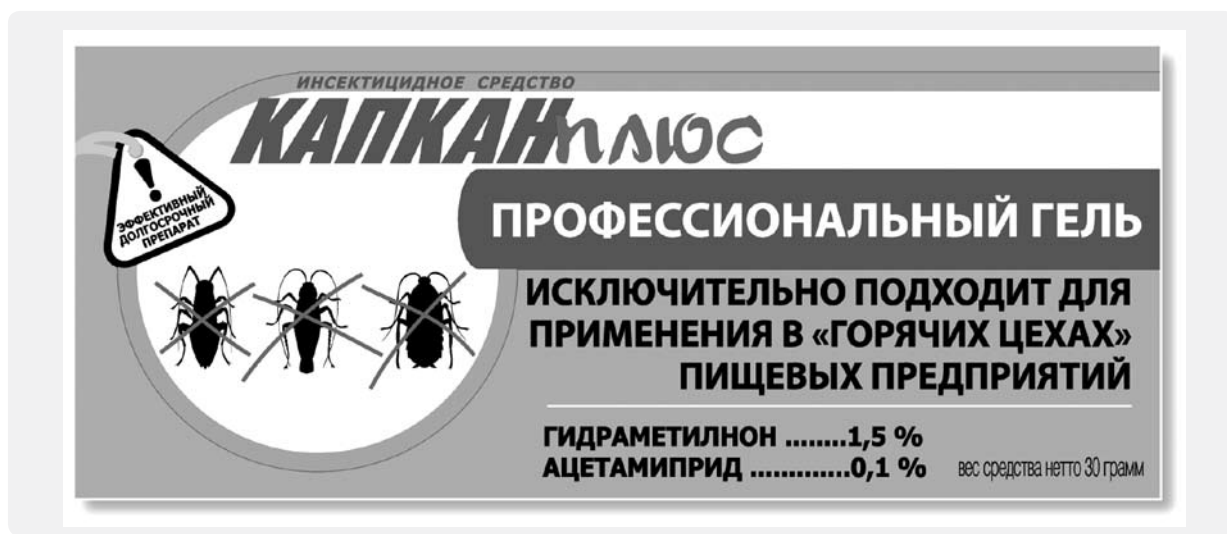 ИНСЕКТИЦИДНОЕ СРЕДСТВО
КАПКАН ПЛЮС
ЭФФЕКТИВНЫЙ,
ДОЛГОСРОЧНЫЙ
ПРЕПАРАТ
ПРОФЕССИОНАЛЬНЫЙ ГЕЛЬ
ИСКЛЮЧИТЕЛЬНО ПОДХОДИТ ДЛЯ
ПРИМЕНЕНИЯ В «ГОРЯЧИХ ЦЕХАХ»
ПИЩЕВЫХ ПРЕДПРИЯТИЙ
ГИДРАМЕТИЛНОН ........1,5 %
АЦЕТАМИПРИД .............0,1 % вес средства нетто 30 грамм